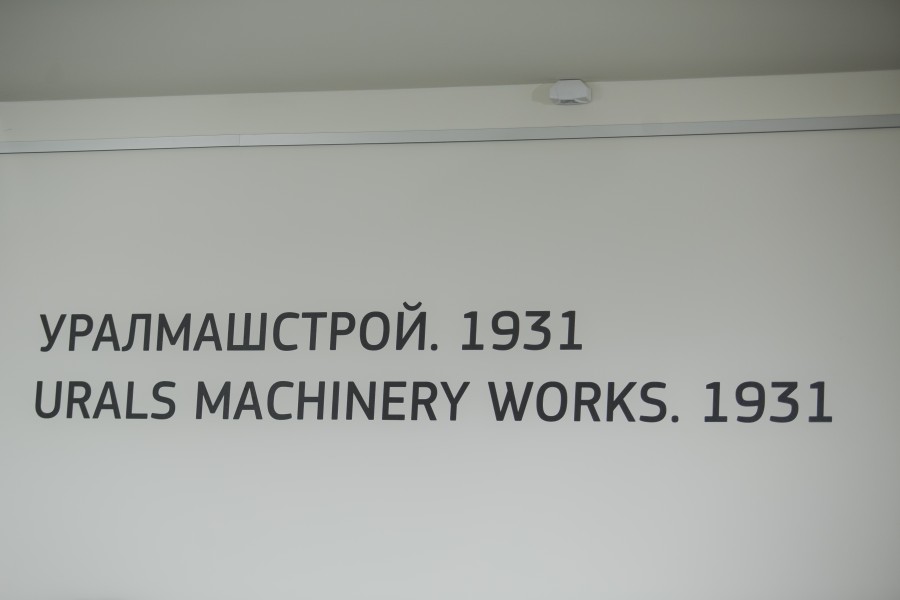 УРАЛМАШСТРОЙ. 1931
URALS MACHINERY WORKS. 1931